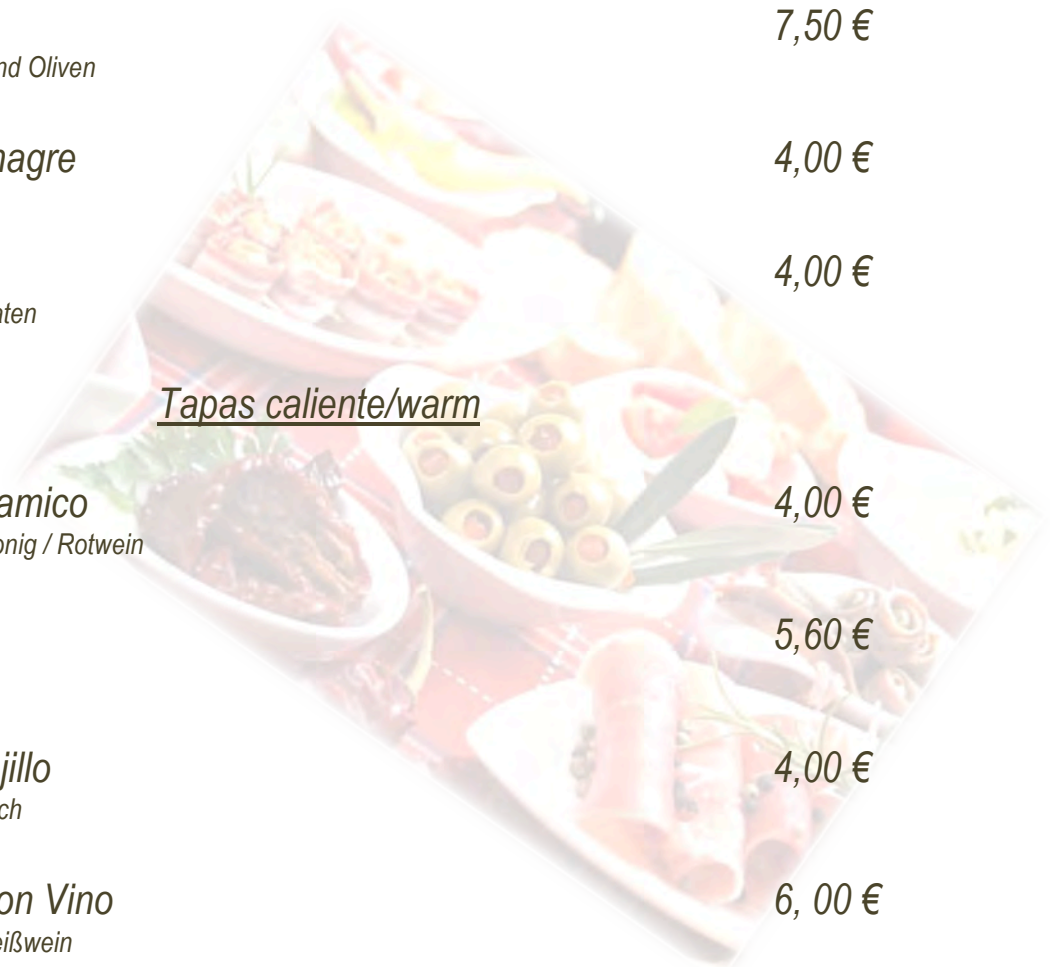 7,50 €
nd Oliven
nagre 4,00 €
4,00 €
aten
Tapas caliente/warm
amico 4,00 €
onig / Rotwein
5,60 €
jillo 4,00 €
ch
on Vino 6, 00 €
eißwein